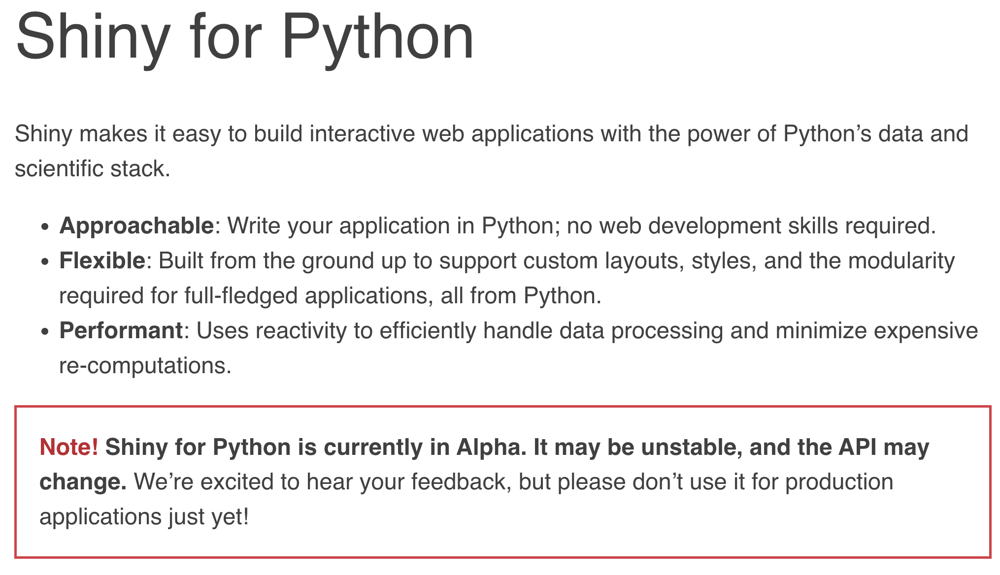 Shiny for Python
Shiny makes it easy to build interactive web applications with the power of Python’s data and
scientific stack.
• Approachable: Write your application in Python; no web development skills required.
• Flexible: Built from the ground up to support custom layouts, styles, and the modularity
required for full-fledged applications, all from Python.
• Performant: Uses reactivity to efficiently handle data processing and minimize expensive
re-computations.
Note! Shiny for Python is currently in Alpha. It may be unstable, and the API may
change. We’re excited to hear your feedback, but please don’t use it for production
applications just yet!